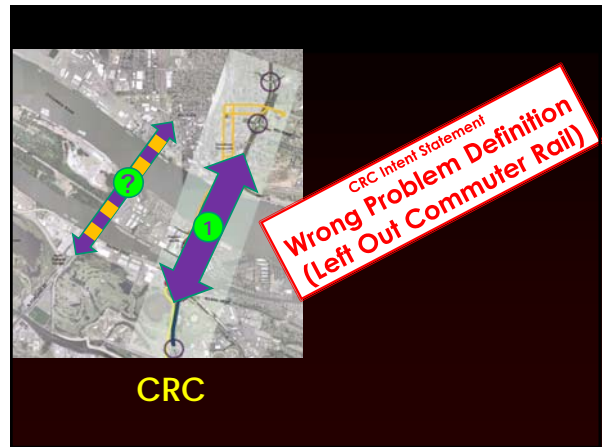 ?
1
CRC Intent Statement
Wrong Problem Definition
(Left Out Commuter Rail)
CRC